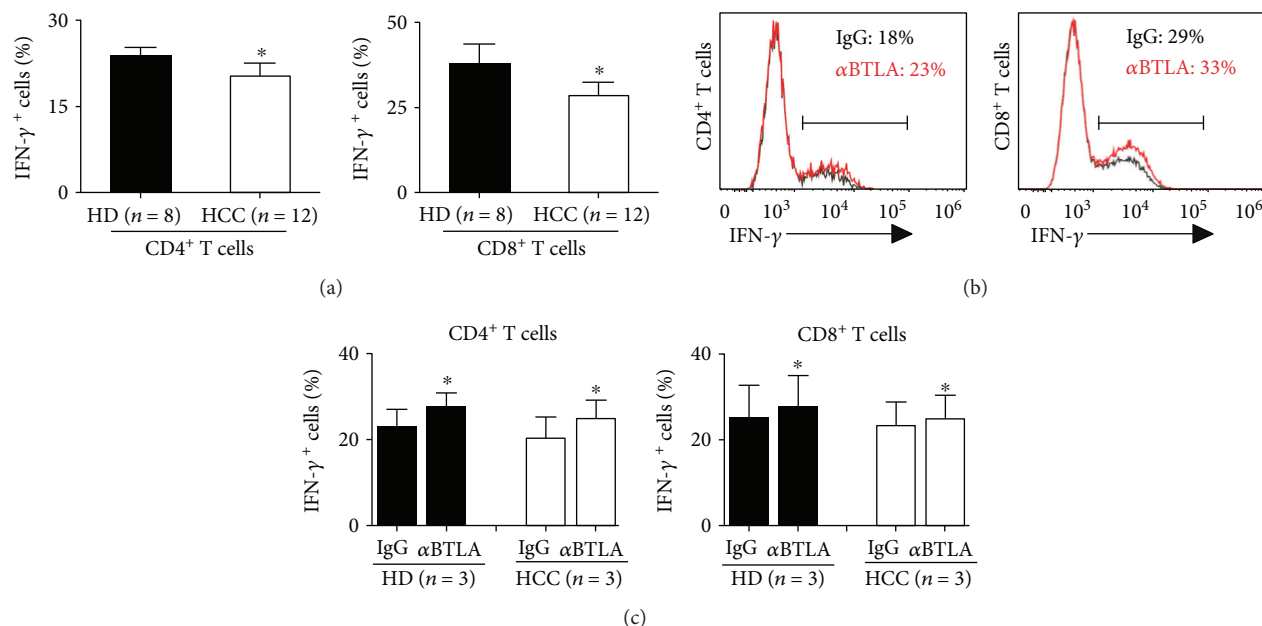 IFN-γ⁺ cells (%)
45
30
15
0
*
HD (n = 8)
HCC (n = 12)
CD4⁺ T cells
IFN-γ⁺ cells (%)
50
25
0
*
HD (n = 8)
HCC (n = 12)
CD8⁺ T cells
(a)
CD4⁺ T cells
IgG: 18%
αBTLA: 23%
0 10³ 10⁴ 10⁵ 10⁶
IFN-γ
CD8⁺ T cells
IgG: 29%
αBTLA: 33%
0 10³ 10⁴ 10⁵ 10⁶
IFN-γ
(b)
CD4⁺ T cells
IFN-γ⁺ cells (%)
40
20
0
*
*
IgG αBTLA
IgG αBTLA
HD (n = 3)
HCC (n = 3)
CD8⁺ T cells
IFN-γ⁺ cells (%)
40
20
0
*
*
IgG αBTLA
IgG αBTLA
HD (n = 3)
HCC (n = 3)
(c)